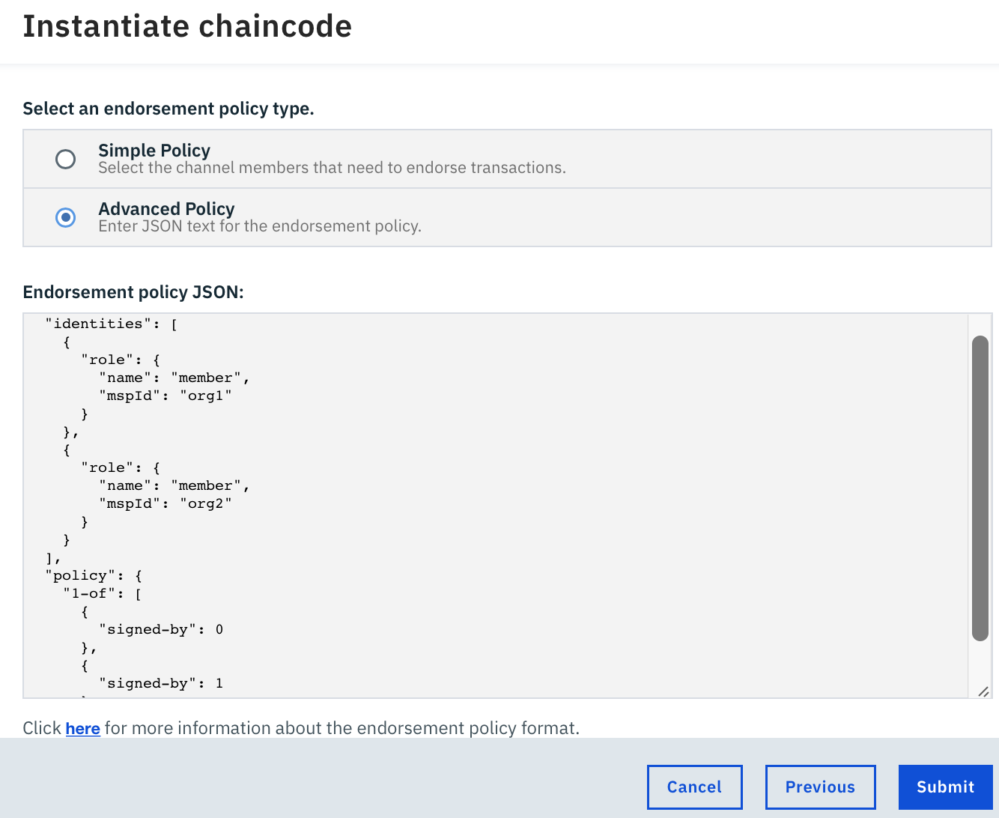 Instantiate chaincode
Select an endorsement policy type.
Simple Policy
Select the channel members that need to endorse transactions.
Advanced Policy
Enter JSON text for the endorsement policy.
Endorsement policy JSON:
"identities": [
{
"role": {
"name": "member",
"mspId": "org1"
}
},
{
"role": {
"name": "member",
"mspId": "org2"
}
}
],
"policy": {
"1-of": [
{
"signed-by": 0
},
{
"signed-by": 1
Click here for more information about the endorsement policy format.
Cancel
Previous
Submit